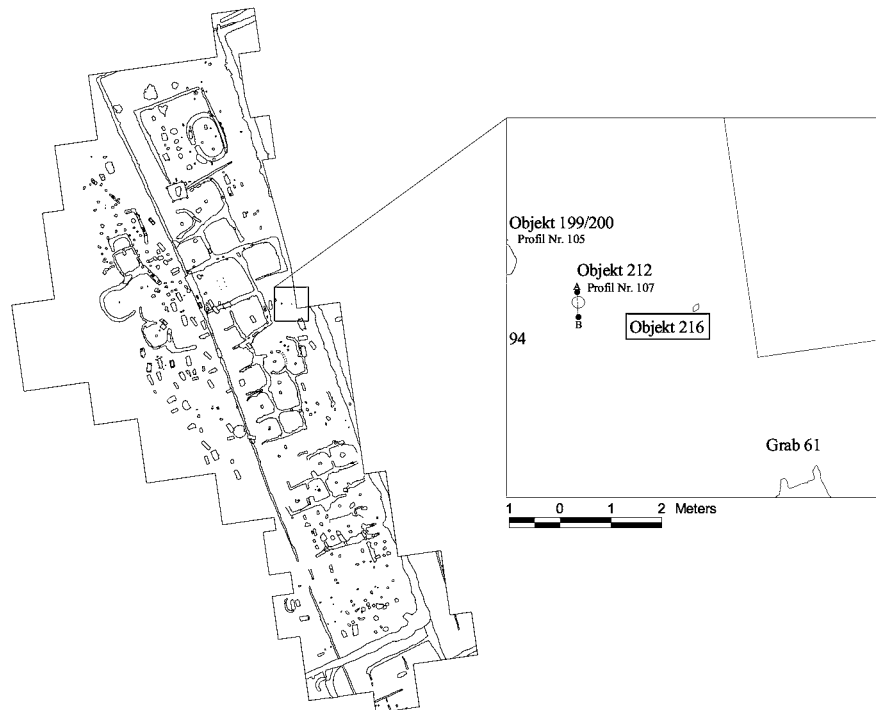 Objekt 199/200
Profil Nr. 105
Objekt 212
A
Profil Nr. 107
B
Objekt 216
94
Grab 61
1 0 1 2 Meters